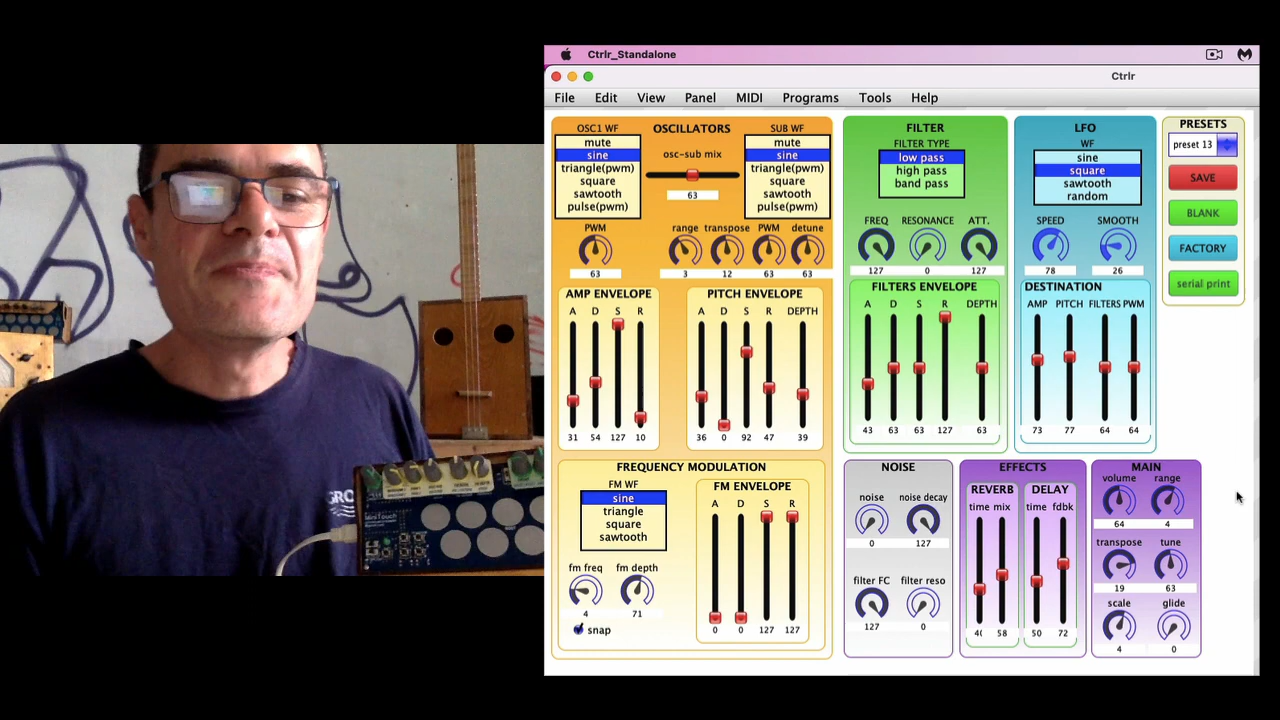 Ctrlr_Standalone
Ctrlr
File Edit View Panel MIDI Programs Tools Help
OSC1 WF
mute
sine
triangle(pwm)
square
sawtooth
pulse(pwm)
OSCILLATORS
osc-sub mix
63
SUB WF
mute
sine
triangle(pwm)
square
sawtooth
pulse(pwm)
PWM
63
range transpose PWM detune
3 12 63 63
AMP ENVELOPE
A D S R
31 54 127 10
PITCH ENVELOPE
A D S R DEPTH
36 0 92 47 39
FREQUENCY MODULATION
FM WF
sine
triangle
square
sawtooth
fm freq fm depth
4 71
snap
FM ENVELOPE
A D S R
0 0 127 127
FILTER
FILTER TYPE
low pass
high pass
band pass
FREQ RESONANCE ATT.
127 0 127
FILTERS ENVELOPE
A D S R DEPTH
43 63 63 127 63
LFO
WF
sine
square
sawtooth
random
SPEED SMOOTH
78 26
DESTINATION
AMP PITCH FILTERS PWM
73 77 64 64
PRESETS
preset 13
SAVE
BLANK
FACTORY
serial print
NOISE
noise noise decay
0 127
filter FC filter reso
127 0
EFFECTS
REVERB DELAY
time mix time fdbk
58 50 72
MAIN
volume range
64 4
transpose tune
19 63
scale glide
4 0
GRO
MiniTouch